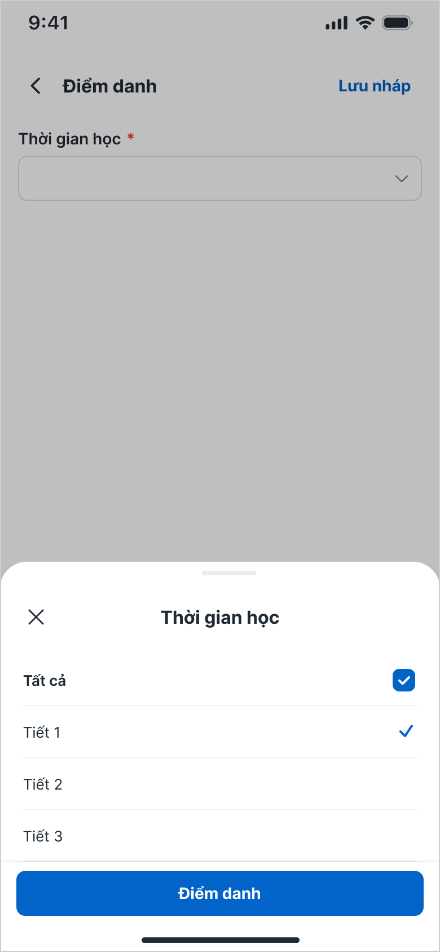 9:41
Điểm danh
Lưu nháp
Thời gian học *
Thời gian học
Tất cả
Tiết 1
Tiết 2
Tiết 3
Điểm danh